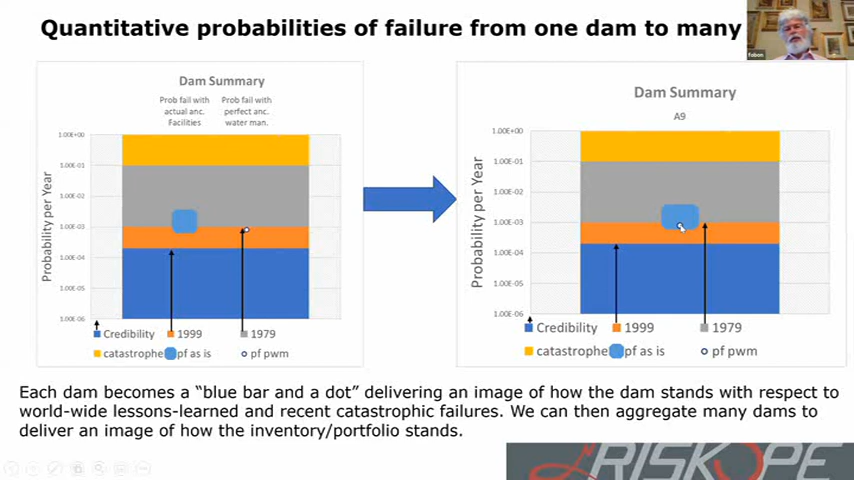 Quantitative probabilities of failure from one dam to many
Dam Summary
Prob fail with
actual anc.
Facilities
Prob fail with
perfect anc.
water man.
Probability per Year
1.00E+00
1.00E-01
1.00E-02
1.00E-03
1.00E-04
1.00E-05
1.00E-06
Credibility
1999
1979
catastrophe
pf as is
pf pwm
Dam Summary
A9
Probability per Year
1.00E+00
1.00E-01
1.00E-02
1.00E-03
1.00E-04
1.00E-05
1.00E-06
Credibility
1999
1979
catastrophe
pf as is
pf pwm
Each dam becomes a “blue bar and a dot” delivering an image of how the dam stands with respect to
world-wide lessons-learned and recent catastrophic failures. We can then aggregate many dams to
deliver an image of how the inventory/portfolio stands.
RISKOPE